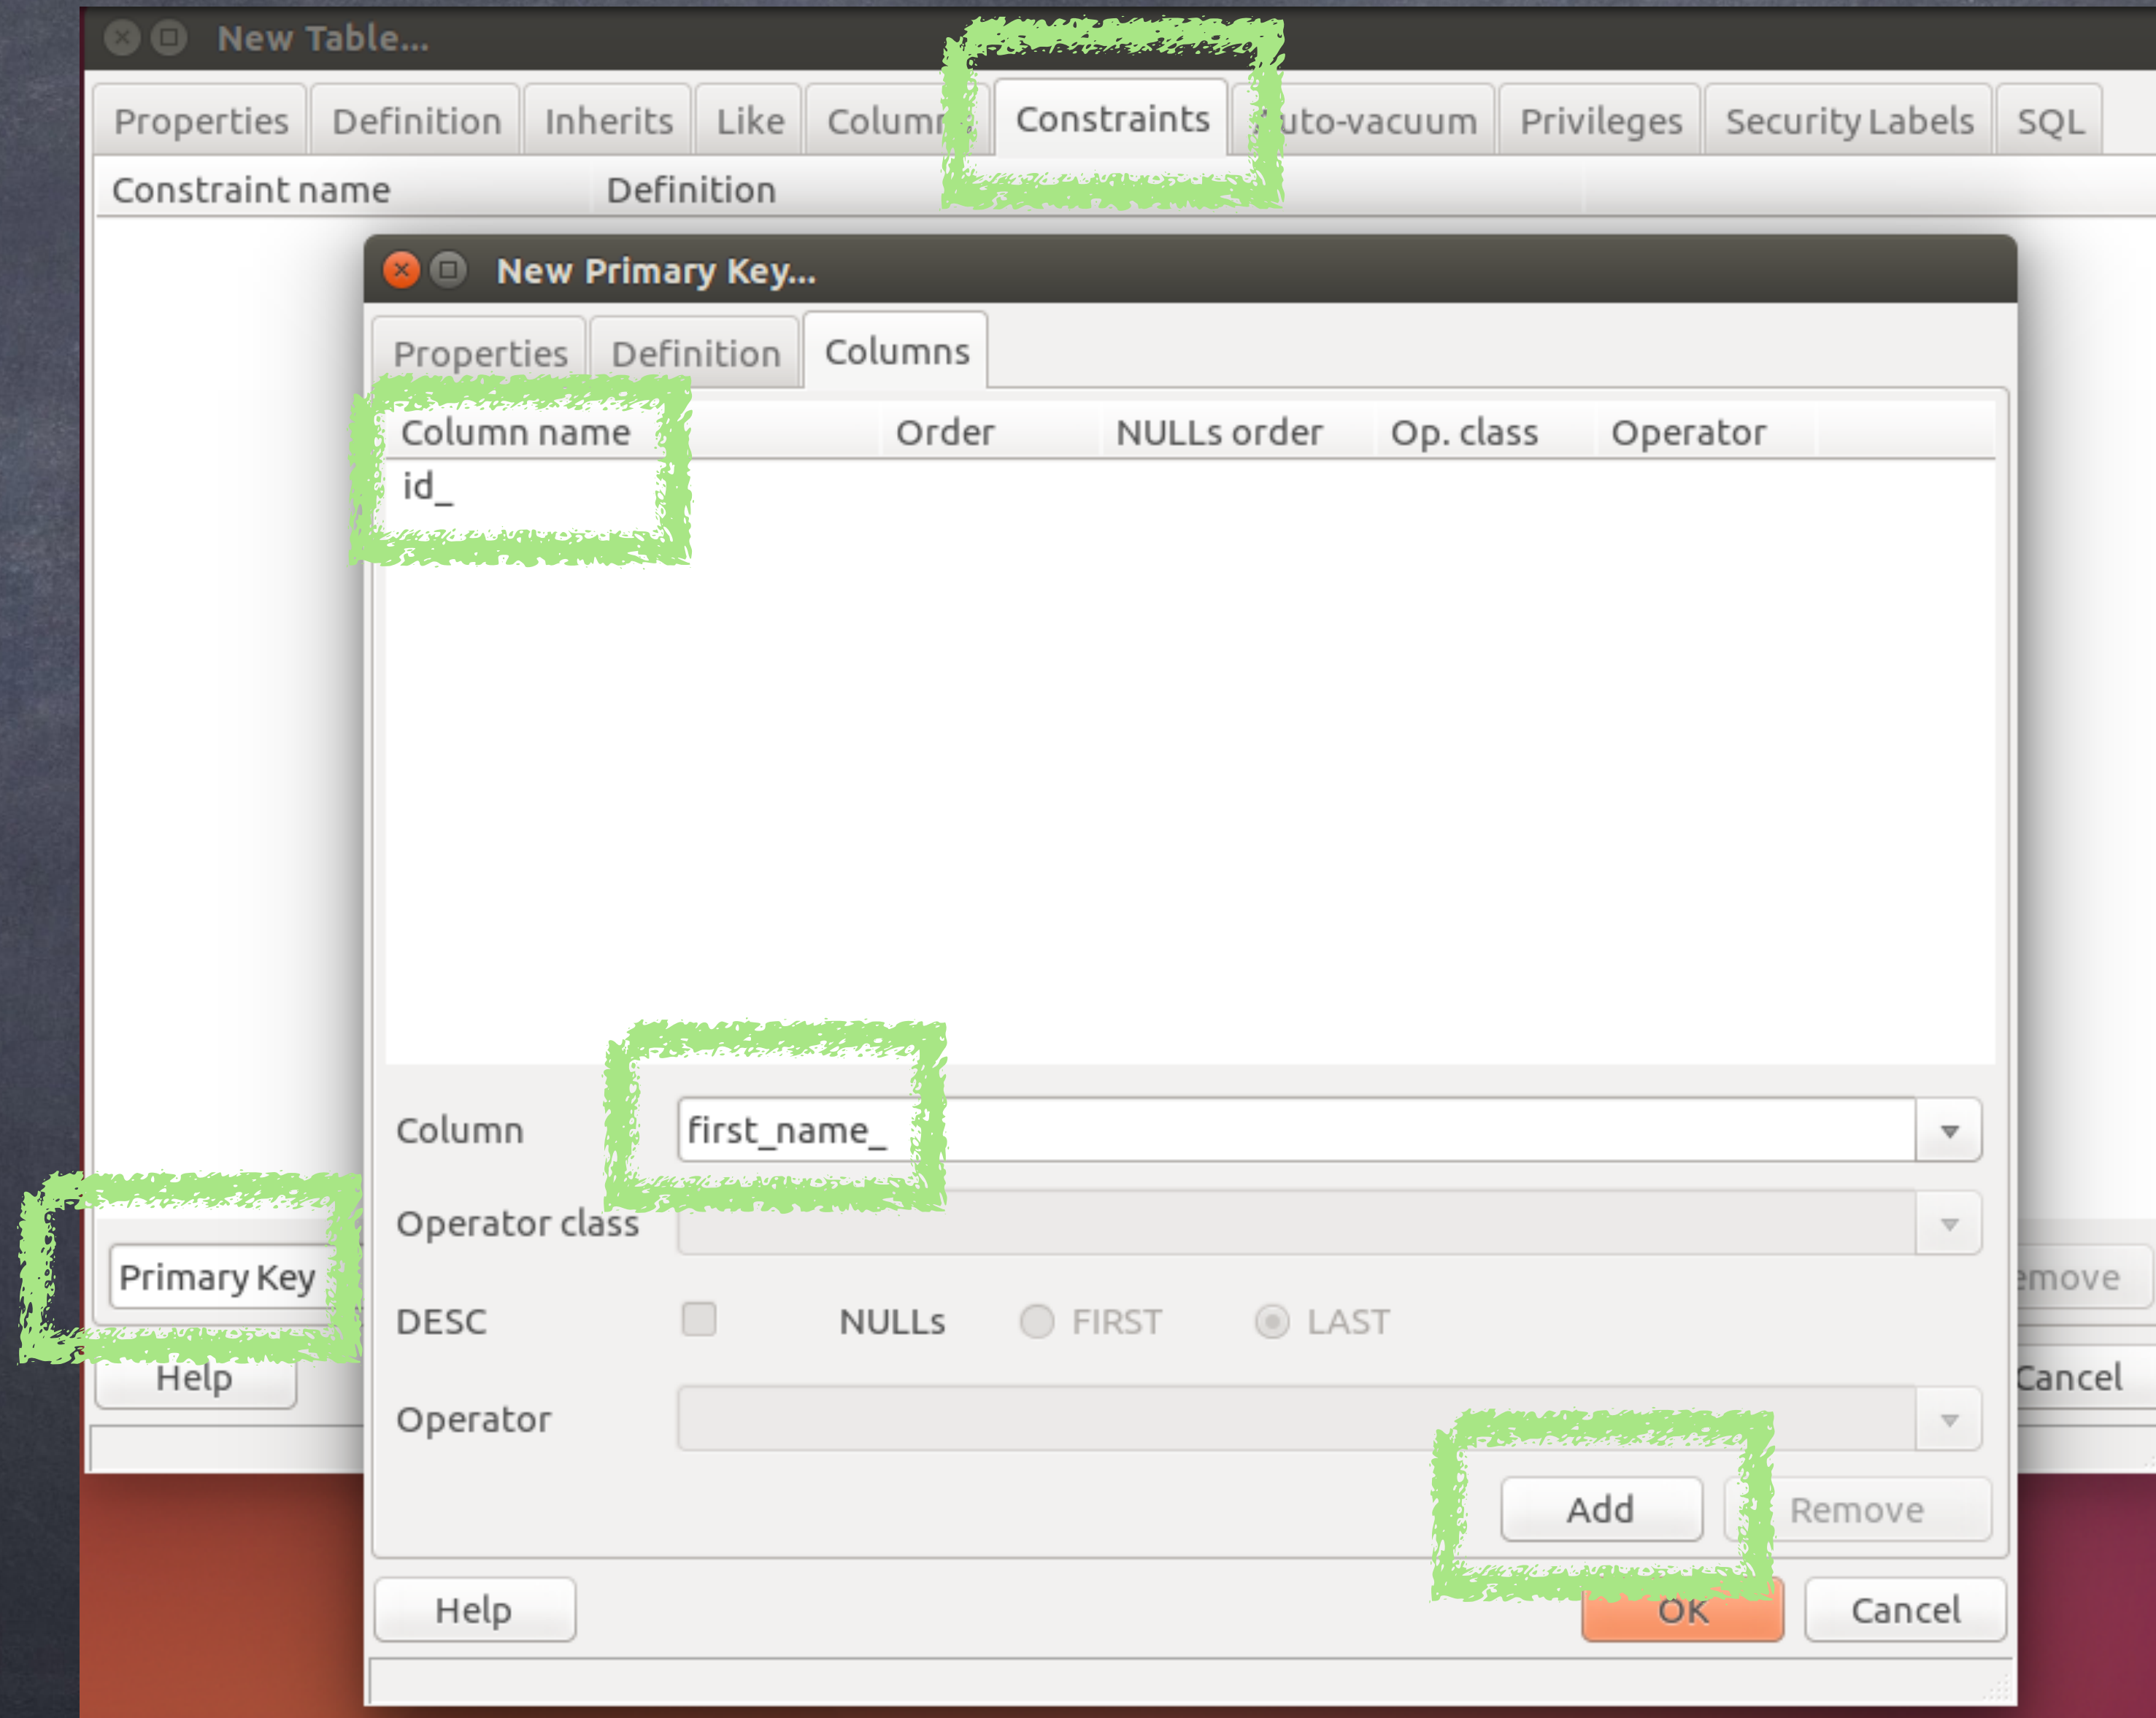 New Table...
Properties Definition Inherits Like Constraints Privileges Security Labels SQL
Constraint name Definition
New Primary Key...
Properties Definition Columns
Column name Order NULLs order Op. class Operator
id_
Column first_name_
Operator class
Primary Key
DESC NULLs FIRST LAST
Help Cancel
Operator
Add Remove
Help OK Cancel